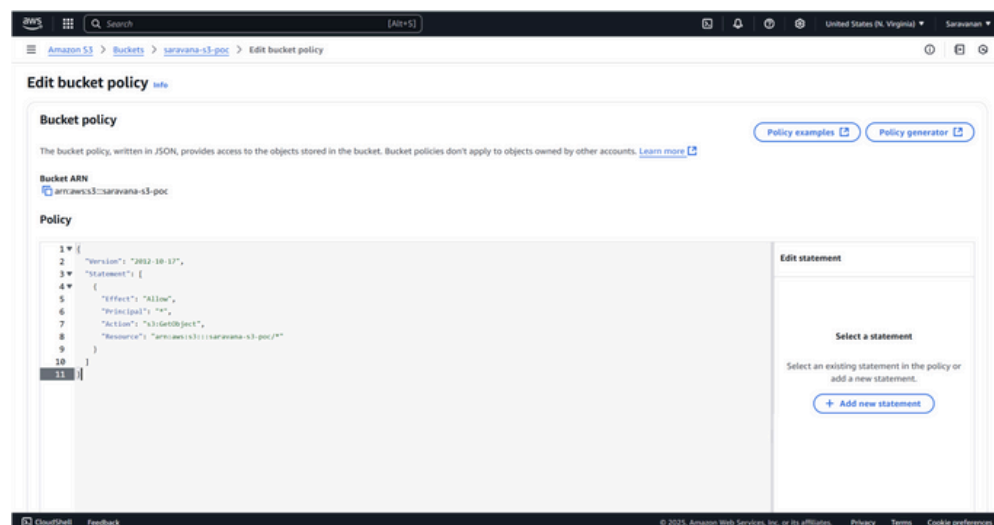 aws
Search [Alt+S] United States (N. Virginia) Saravanan
Amazon S3 > Buckets > saravana-s3-poc > Edit bucket policy
Edit bucket policy Info
Bucket policy
Policy examples Policy generator
The bucket policy, written in JSON, provides access to the objects stored in the bucket. Bucket policies don't apply to objects owned by other accounts. Learn more
Bucket ARN
arn:aws:s3:::saravana-s3-poc
Policy
1 {
2 "Version": "2012-10-17",
3 "Statement": [
4 {
5 "Effect": "Allow",
6 "Principal": "*",
7 "Action": "s3:GetObject",
8 "Resource": "arn:aws:s3:::saravana-s3-poc/*"
9 }
10 ]
11 }
Edit statement
Select a statement
Select an existing statement in the policy or
add a new statement.
+ Add new statement
CloudShell Feedback © 2025, Amazon Web Services, Inc. or its affiliates. Privacy Terms Cookie preferences